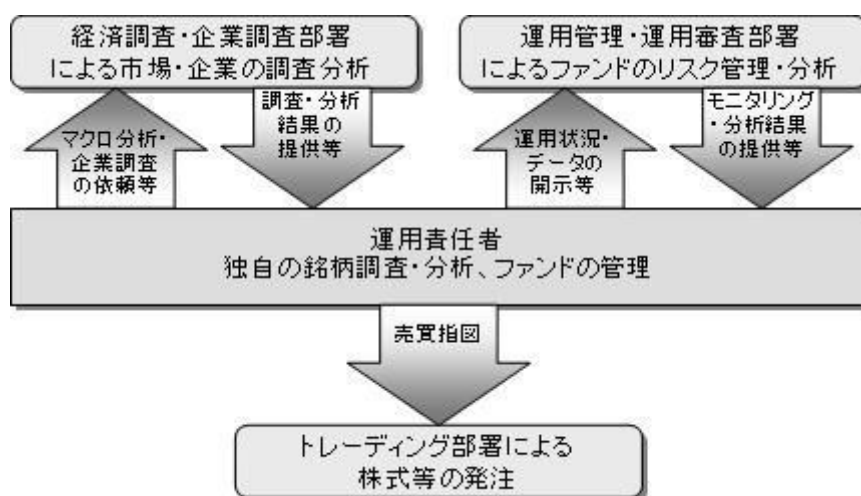 経済調査・企業調査部署
による市場・企業の調査分析
運用管理・運用審査部署
によるファンドのリスク管理・分析
マクロ分析・
企業調査
の依頼等
調査・分析
結果の
提供等
運用状況・
データの
開示等
モニタリング
・分析結果
の提供等
運用責任者
独自の銘柄調査・分析、ファンドの管理
売買指図
トレーディング部署による
株式等の発注